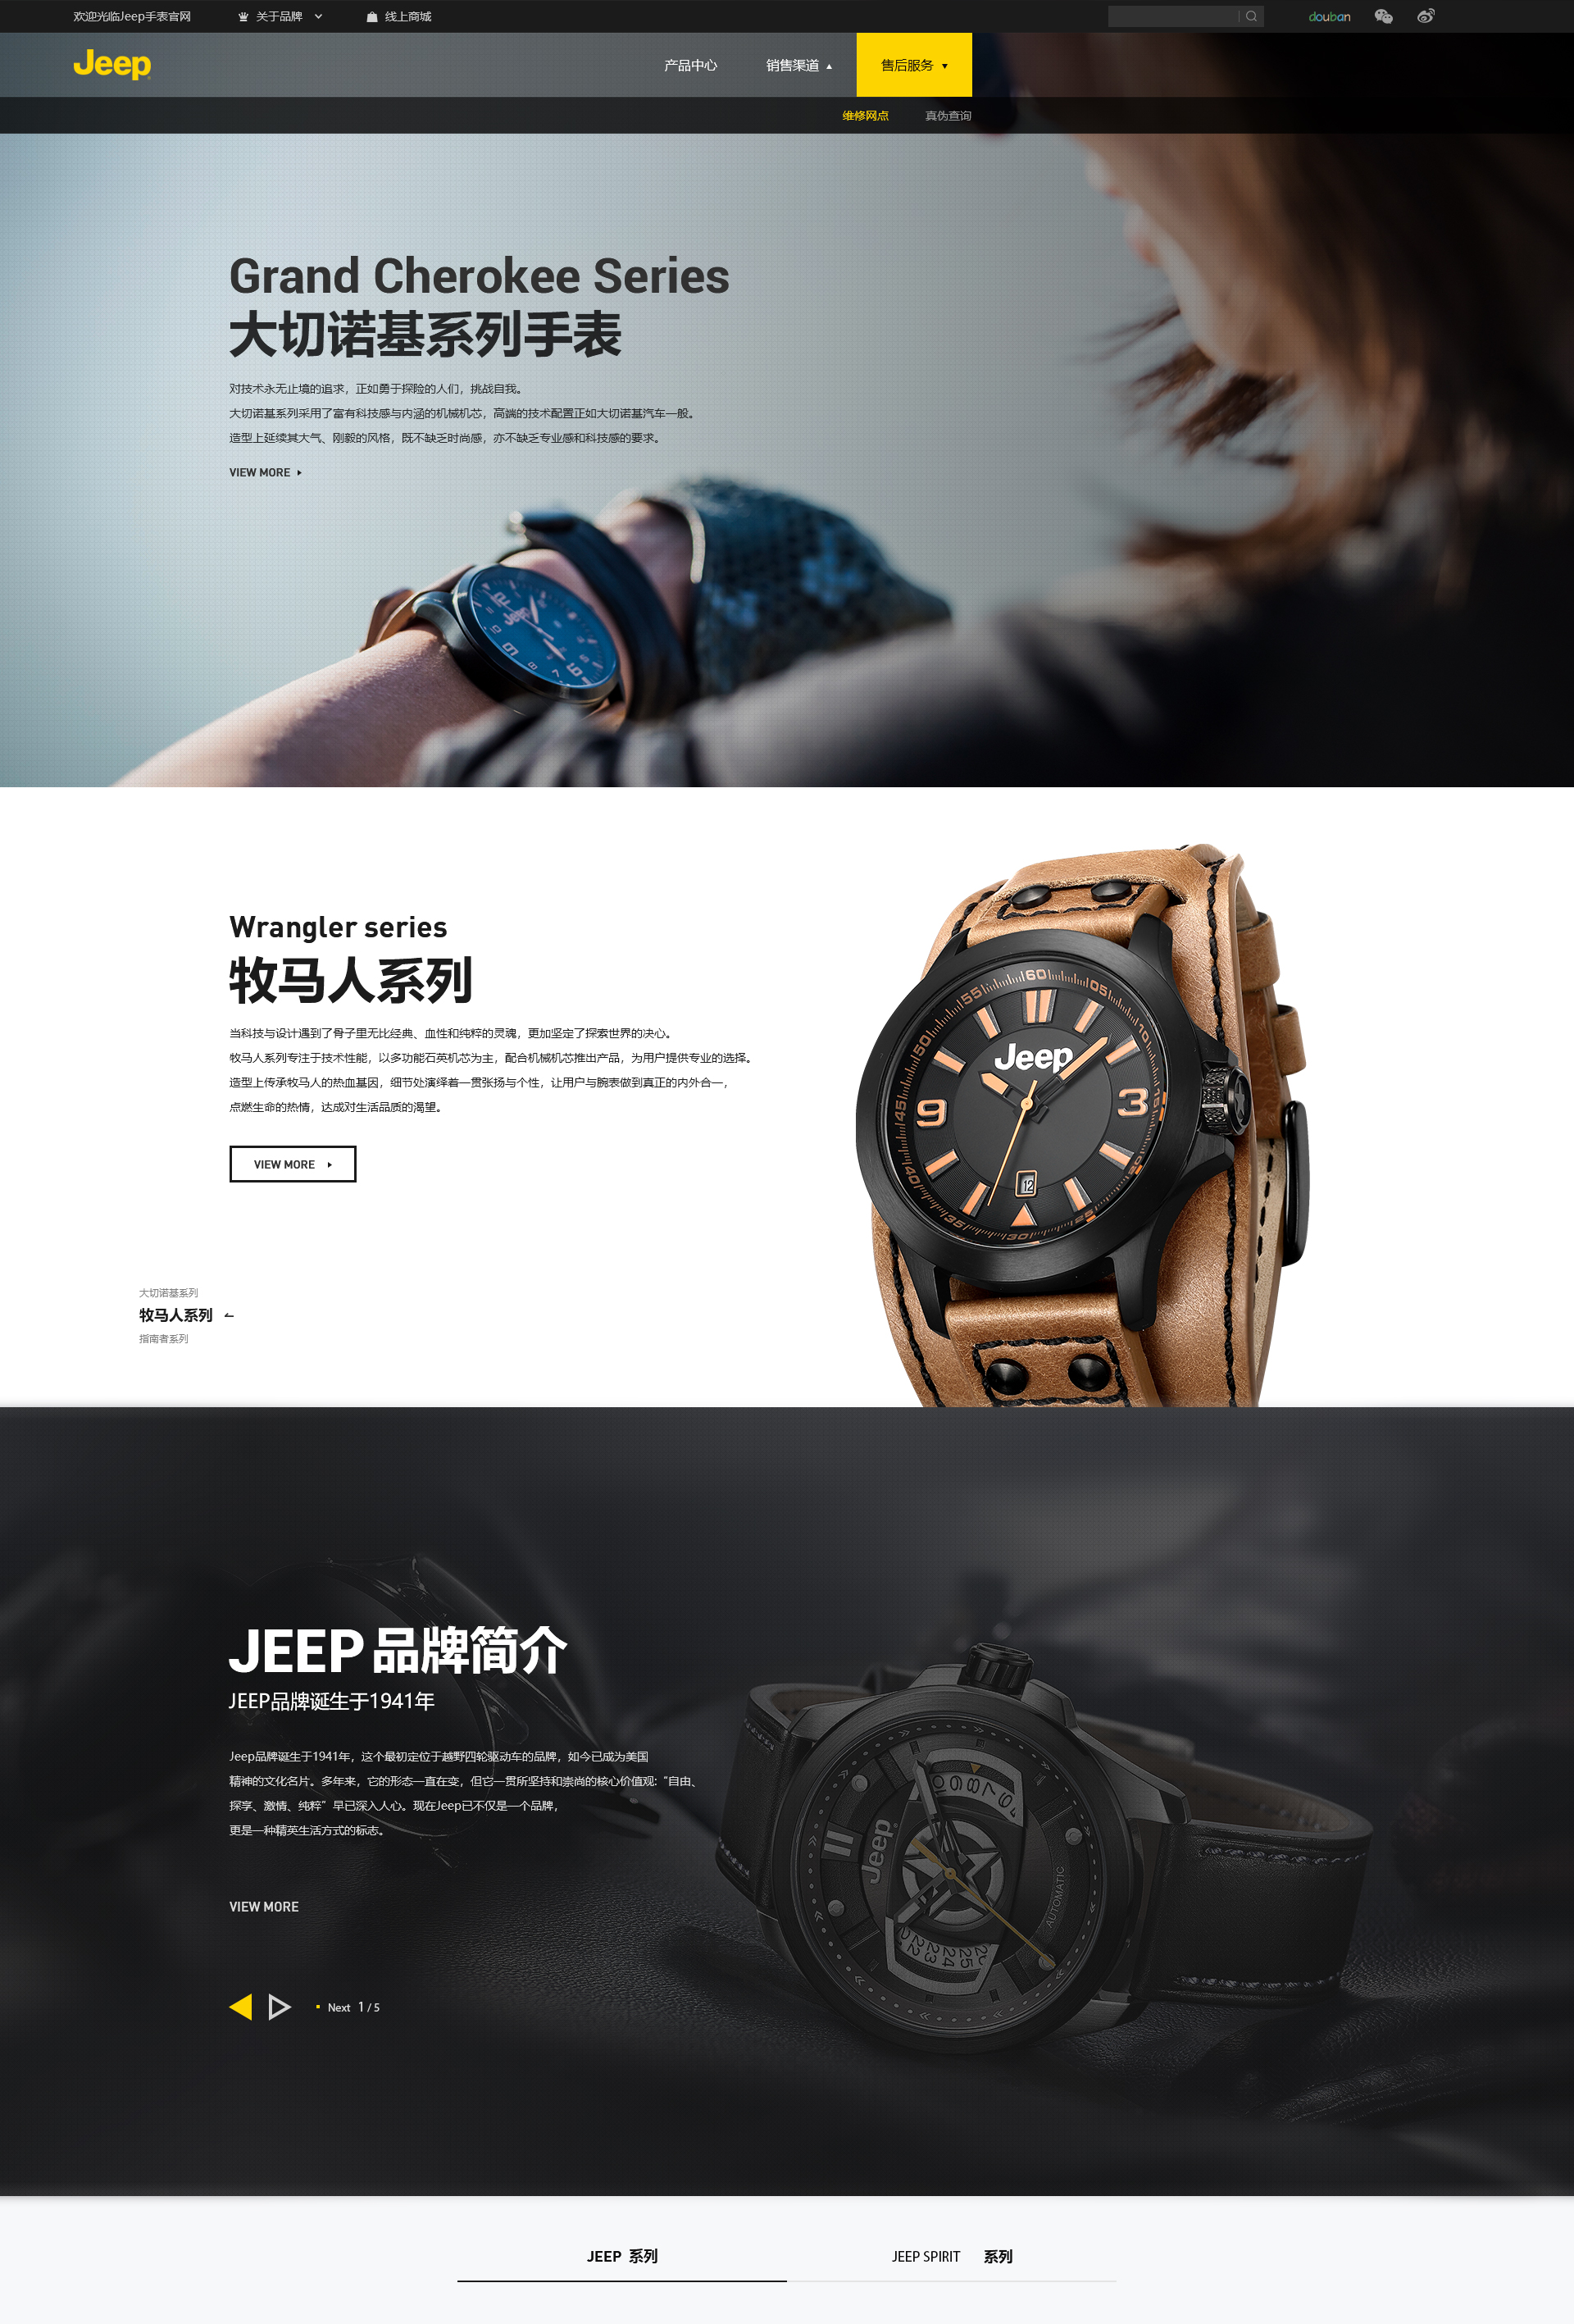 欢迎光临Jeep手表官网
关于品牌
线上商城
douban
Jeep
产品中心
销售渠道
售后服务
维修网点
真伪查询
Grand Cherokee Series
大切诺基系列手表
对技术永无止境的追求，正如勇于探险的人们，挑战自我。
大切诺基系列采用了富有科技感与内涵的机械机芯，高端的技术配置正如大切诺基汽车一般。
造型上延续其大气、刚毅的风格，既不缺乏时尚感，亦不缺乏专业感和科技感的要求。
VIEW MORE
Jeep
Wrangler series
牧马人系列
当科技与设计遇到了骨子里无比经典、血性和纯粹的灵魂，更加坚定了探索世界的决心。
牧马人系列专注于技术性能，以多功能石英机芯为主，配合机械机芯推出产品，为用户提供专业的选择。
造型上传承牧马人的热血基因，细节处演绎着一贯张扬与个性，让用户与腕表做到真正的内外合一，
点燃生命的热情，达成对生活品质的渴望。
VIEW MORE
60
05
55
50
45
40
35
30
25
20
15
Jeep
9
3
12
大切诺基系列
牧马人系列
指南者系列
JEEP品牌简介
JEEP品牌诞生于1941年
Jeep品牌诞生于1941年，这个最初定位于越野四轮驱动车的品牌，如今已成为美国
精神的文化名片。多年来，它的形态一直在变，但它一贯所坚持和崇尚的核心价值观:“自由、
探享、激情、纯粹”早已深入人心。现在Jeep已不仅是一个品牌，
更是一种精英生活方式的标志。
VIEW MORE
Next 1 / 5
Jeep
AUTOMATIC
JEEP 系列
JEEP SPIRIT 系列